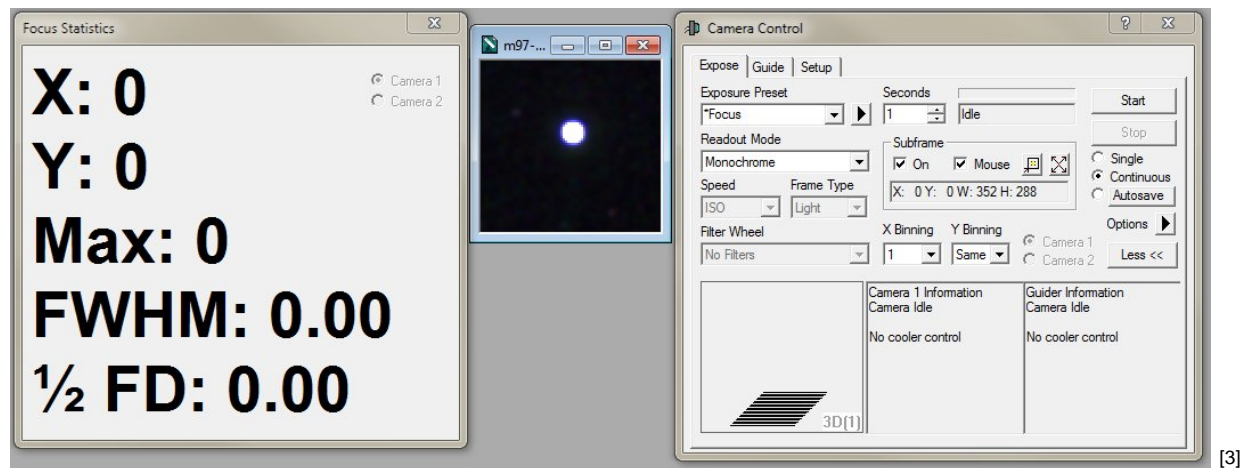 Focus Statistics
X: 0
Y: 0
Max: 0
FWHM: 0.00
½ FD: 0.00
Camera 1
Camera 2
m97-...
Camera Control
Expose Guide Setup
Exposure Preset
*Focus
Seconds
1
Idle
Start
Stop
Readout Mode
Monochrome
Subframe
On Mouse
X: 0 Y: 0 W: 352 H: 288
Single
Continuous
Autosave
Speed Frame Type
ISO Light
Filter Wheel
No Filters
X Binning Y Binning
1 Same
Camera 1
Camera 2
Options
Less <<
3D(1)
Camera 1 Information
Camera Idle
No cooler control
Guider Information
Camera Idle
No cooler control
[3]